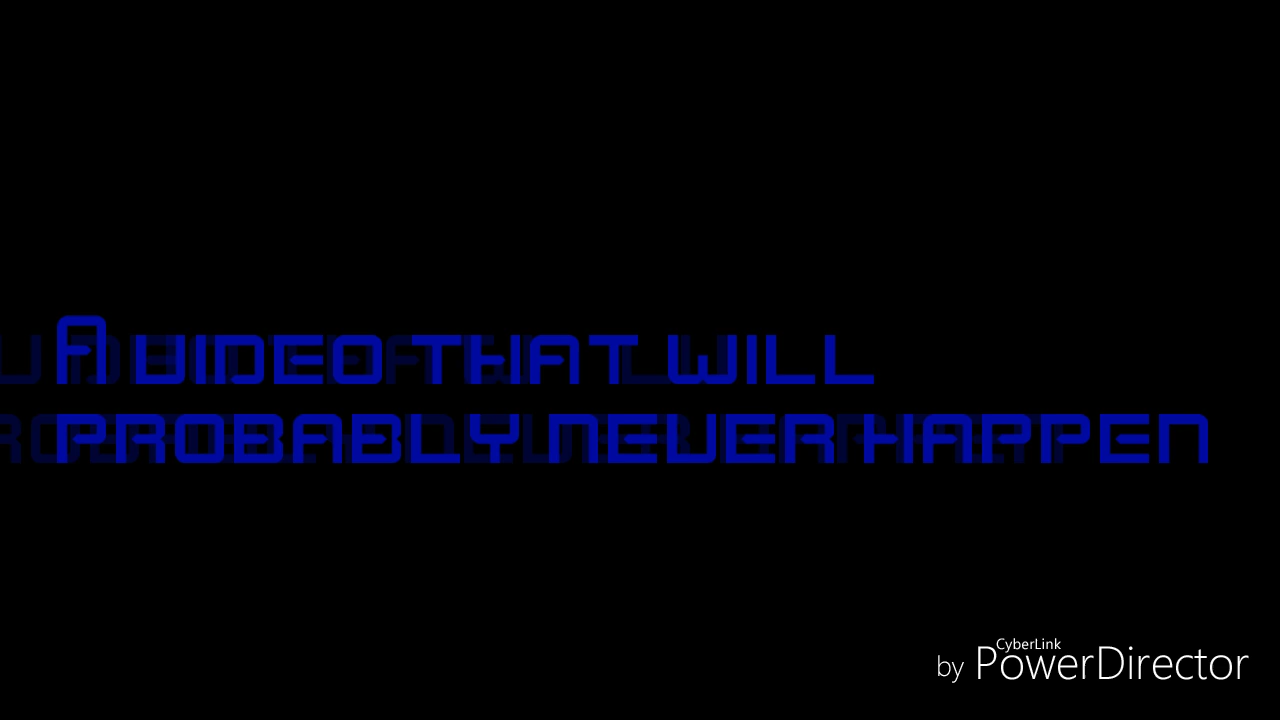 A VIDEO THAT WILL
PROBABLY NEVER HAPPEN
by CyberLink PowerDirector